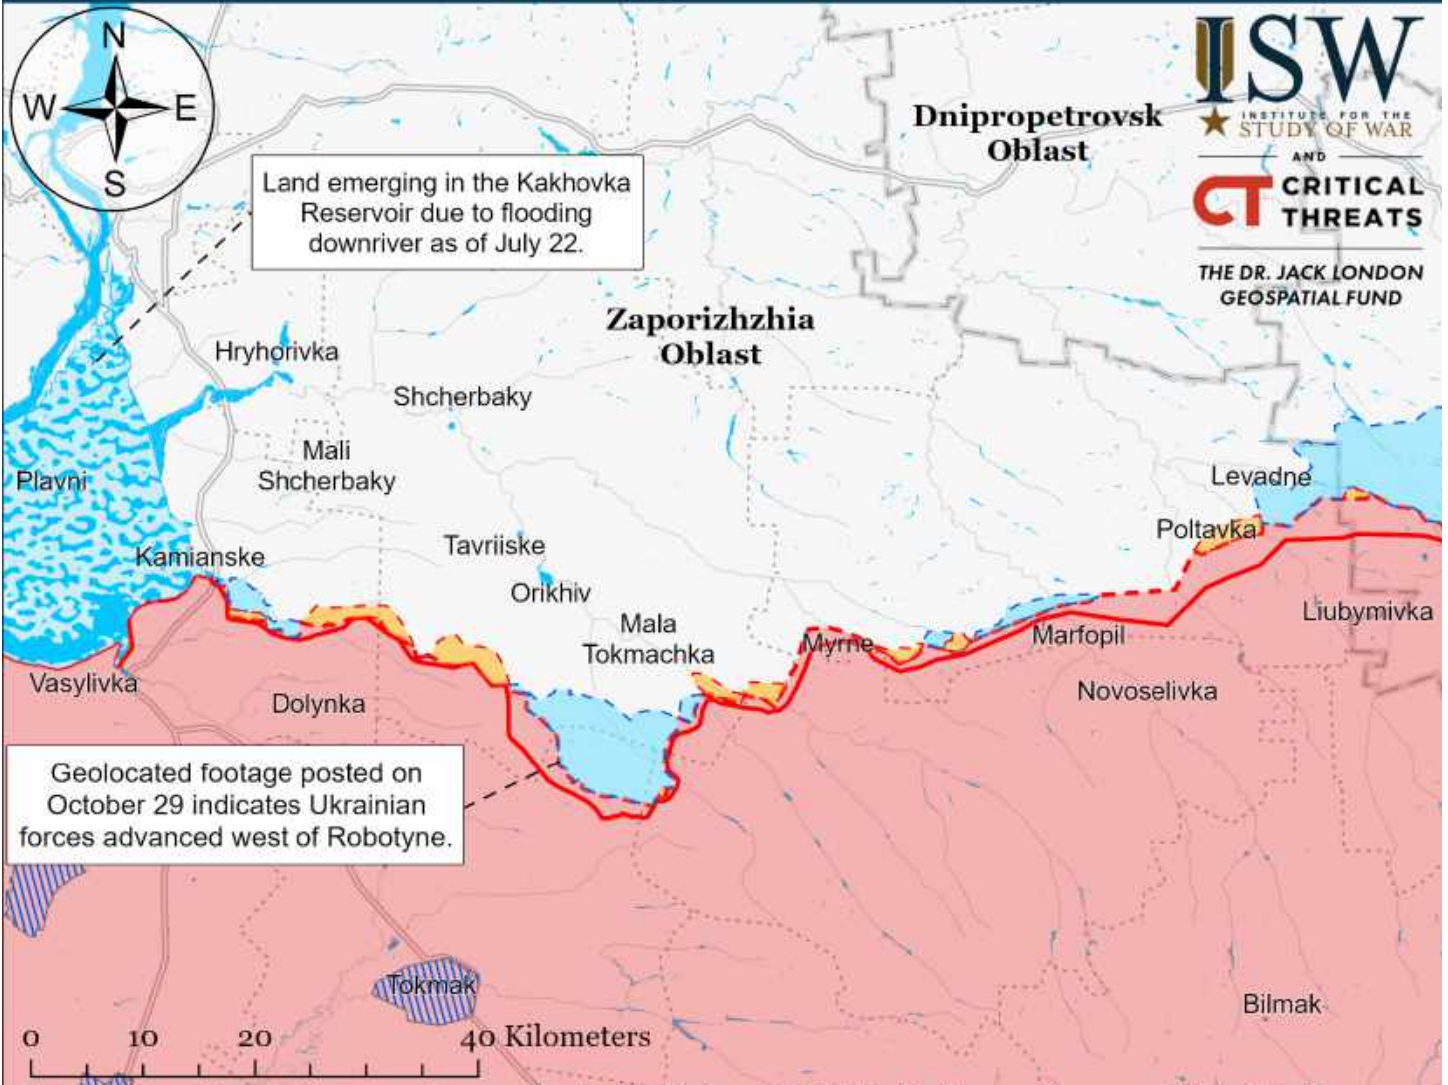 N
W
E
S
ISW
INSTITUTE FOR THE
STUDY OF WAR
AND
CT CRITICAL
THREATS
THE DR. JACK LONDON
GEOSPATIAL FUND
Dnipropetrovsk
Oblast
Land emerging in the Kakhovka
Reservoir due to flooding
downriver as of July 22.
Zaporizhzhia
Oblast
Hryhorivka
Shcherbaky
Mali
Shcherbaky
Plavni
Levadne
Poltavka
Kamianske
Tavriiske
Orikhiv
Mala
Tokmachka
Myrne
Marfopil
Liubymivka
Vasylivka
Dolynka
Novoselivka
Geolocated footage posted on
October 29 indicates Ukrainian
forces advanced west of Robotyne.
Tokmak
Bilmak
0 10 20 40 Kilometers